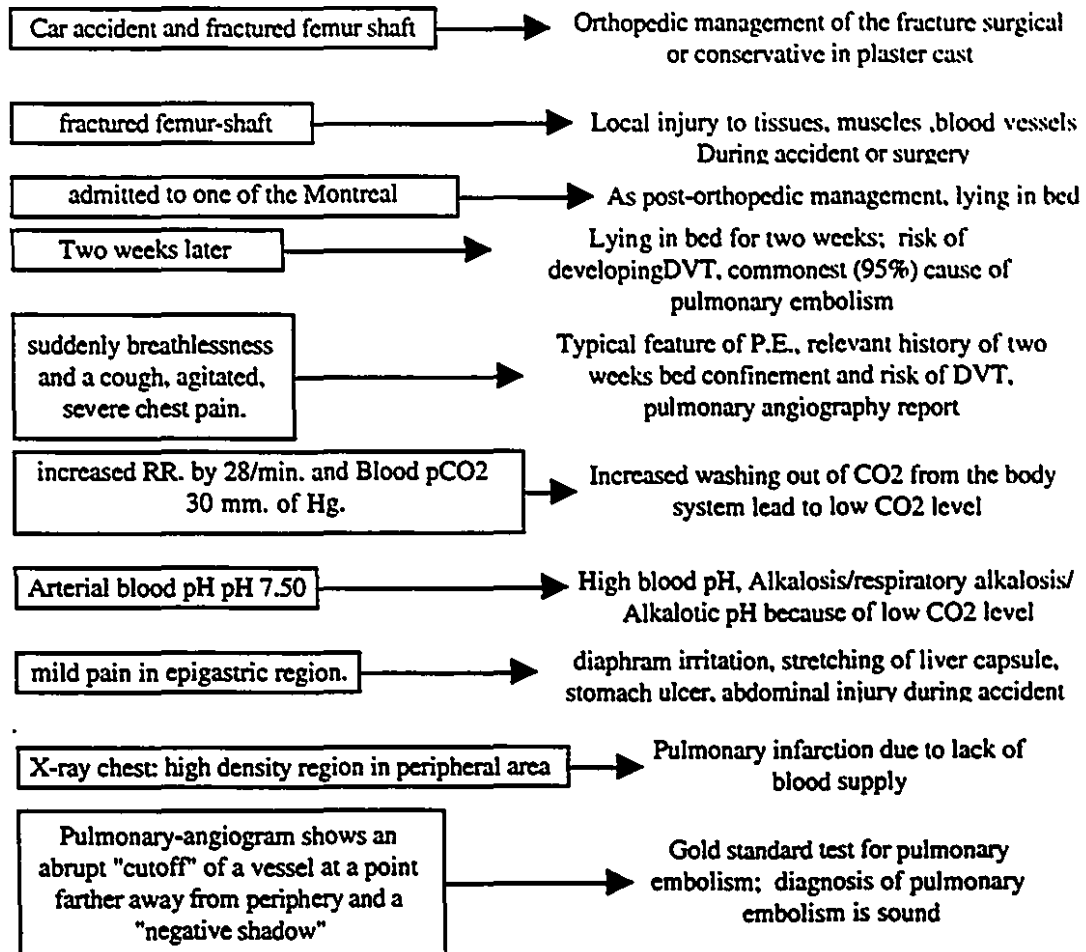 Car accident and fractured femur shaft
Orthopedic management of the fracture surgical
or conservative in plaster cast
fractured femur-shaft
Local injury to tissues, muscles ,blood vessels
During accident or surgery
admitted to one of the Montreal
As post-orthopedic management, lying in bed
Two weeks later
Lying in bed for two weeks; risk of
developingDVT, commonest (95%) cause of
pulmonary embolism
suddenly breathlessness
and a cough, agitated,
severe chest pain.
Typical feature of P.E., relevant history of two
weeks bed confinement and risk of DVT,
pulmonary angiography report
increased RR. by 28/min. and Blood pCO2
30 mm. of Hg.
Increased washing out of CO2 from the body
system lead to low CO2 level
Arterial blood pH pH 7.50
High blood pH, Alkalosis/respiratory alkalosis/
Alkalotic pH because of low CO2 level
mild pain in epigastric region.
diaphram irritation, stretching of liver capsule,
stomach ulcer, abdominal injury during accident
X-ray chest: high density region in peripheral area
Pulmonary infarction due to lack of
blood supply
Pulmonary-angiogram shows an
abrupt "cutoff" of a vessel at a point
farther away from periphery and a
"negative shadow"
Gold standard test for pulmonary
embolism; diagnosis of pulmonary
embolism is sound